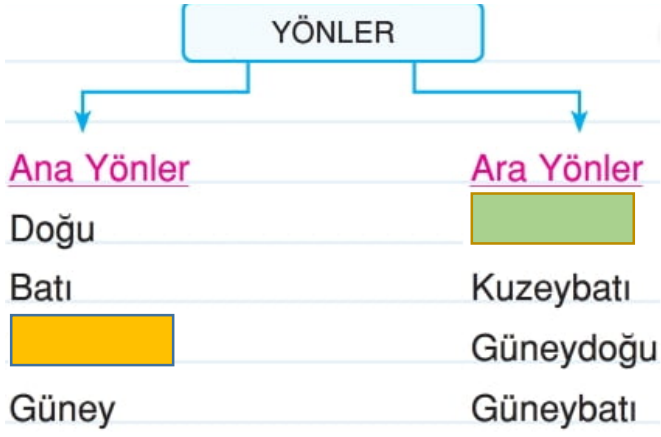 YÖNLER
Ana Yönler
Doğu
Batı
Güney
Ara Yönler
Kuzeybatı
Güneydoğu
Güneybatı